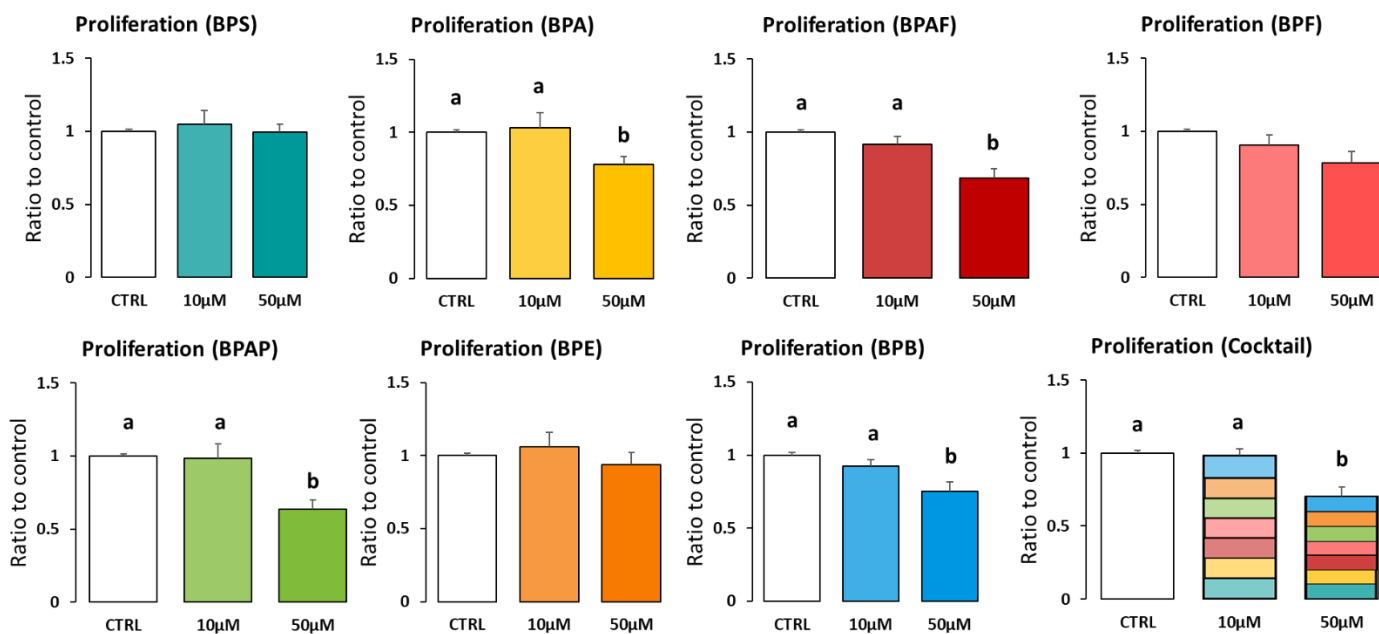 Proliferation (BPS)
1.5
1
0.5
0
Ratio to control
CTRL
10µM
50µM
Proliferation (BPA)
1.5
1
0.5
0
Ratio to control
a
a
b
CTRL
10µM
50µM
Proliferation (BPAF)
1.5
1
0.5
0
Ratio to control
a
a
b
CTRL
10µM
50µM
Proliferation (BPF)
1.5
1
0.5
0
Ratio to control
CTRL
10µM
50µM
Proliferation (BPAP)
1.5
1
0.5
0
Ratio to control
a
a
b
CTRL
10µM
50µM
Proliferation (BPE)
1.5
1
0.5
0
Ratio to control
CTRL
10µM
50µM
Proliferation (BPB)
1.5
1
0.5
0
Ratio to control
a
a
b
CTRL
10µM
50µM
Proliferation (Cocktail)
1.5
1
0.5
0
Ratio to control
a
a
b
CTRL
10µM
50µM